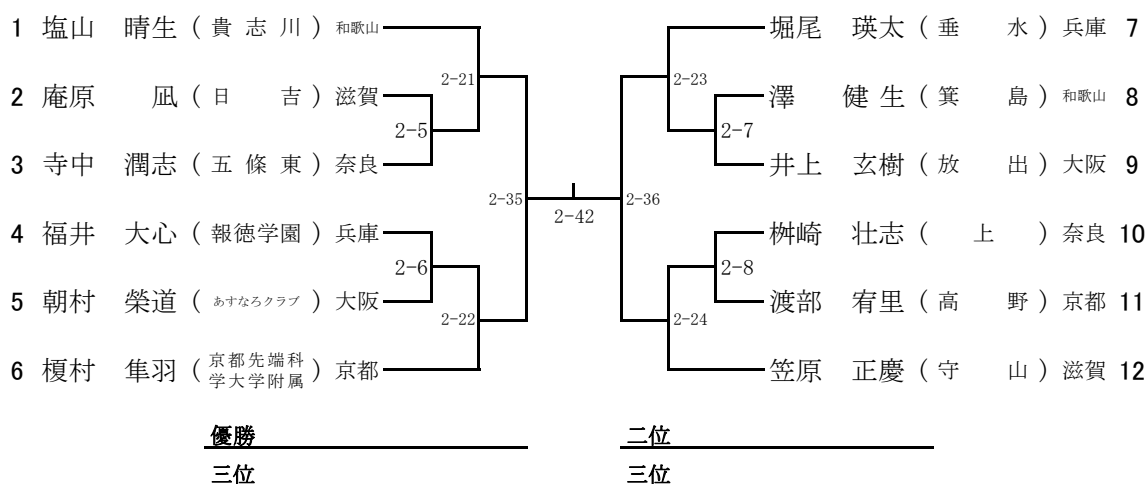 1 塩山 晴生 (貴志川) 和歌山
2-21
2 庵原 凪 (日 吉) 滋賀
2-5
3 寺中 潤志 (五條東) 奈良
2-35
4 福井 大心 (報徳学園) 兵庫
2-6
5 朝村 榮道 (あすなろクラブ) 大阪
2-22
6 榎村 隼羽 (京都先端科
学大学附属) 京都
2-42
堀尾 瑛太 (垂 水) 兵庫 7
2-23
澤 健生 (箕 島) 和歌山 8
2-7
井上 玄樹 (放 出) 大阪 9
2-36
桝崎 壮志 (上) 奈良 10
2-8
渡部 宥里 (高 野) 京都 11
2-24
笠原 正慶 (守 山) 滋賀 12
優勝
二位
三位
三位